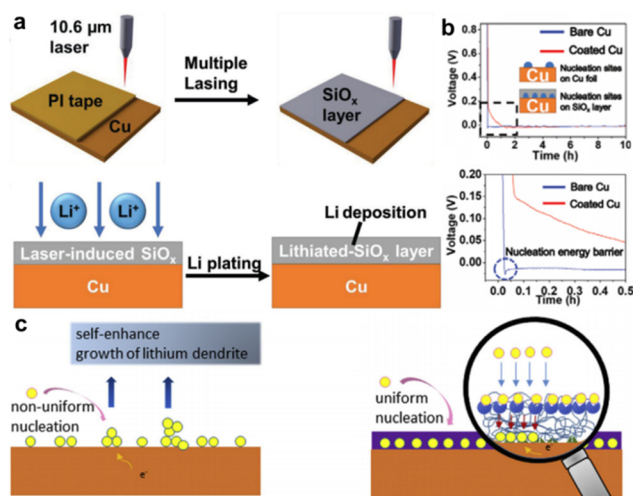 a
10.6 μm
laser
PI tape
Cu
Multiple
Lasing
SiOx
layer
Li+
Li+
Laser-induced SiOx
Cu
Li plating
Li deposition
Lithiated-SiOx layer
Cu
b
Voltage (V)
0.8
0.6
0.4
0.2
0.0
Bare Cu
Coated Cu
Cu
Nucleation sites
on Cu foil
Cu
Nucleation sites
on SiOx layer
0 2 4 6 8 10
Time (h)
Voltage (V)
0.20
0.15
0.10
0.05
0.00
Bare Cu
Coated Cu
Nucleation energy
barrier
0.0 0.1 0.2 0.3 0.4 0.5
Time (h)
c
self-enhance
growth of lithium dendrite
non-uniform
nucleation
e-
uniform
nucleation
e-